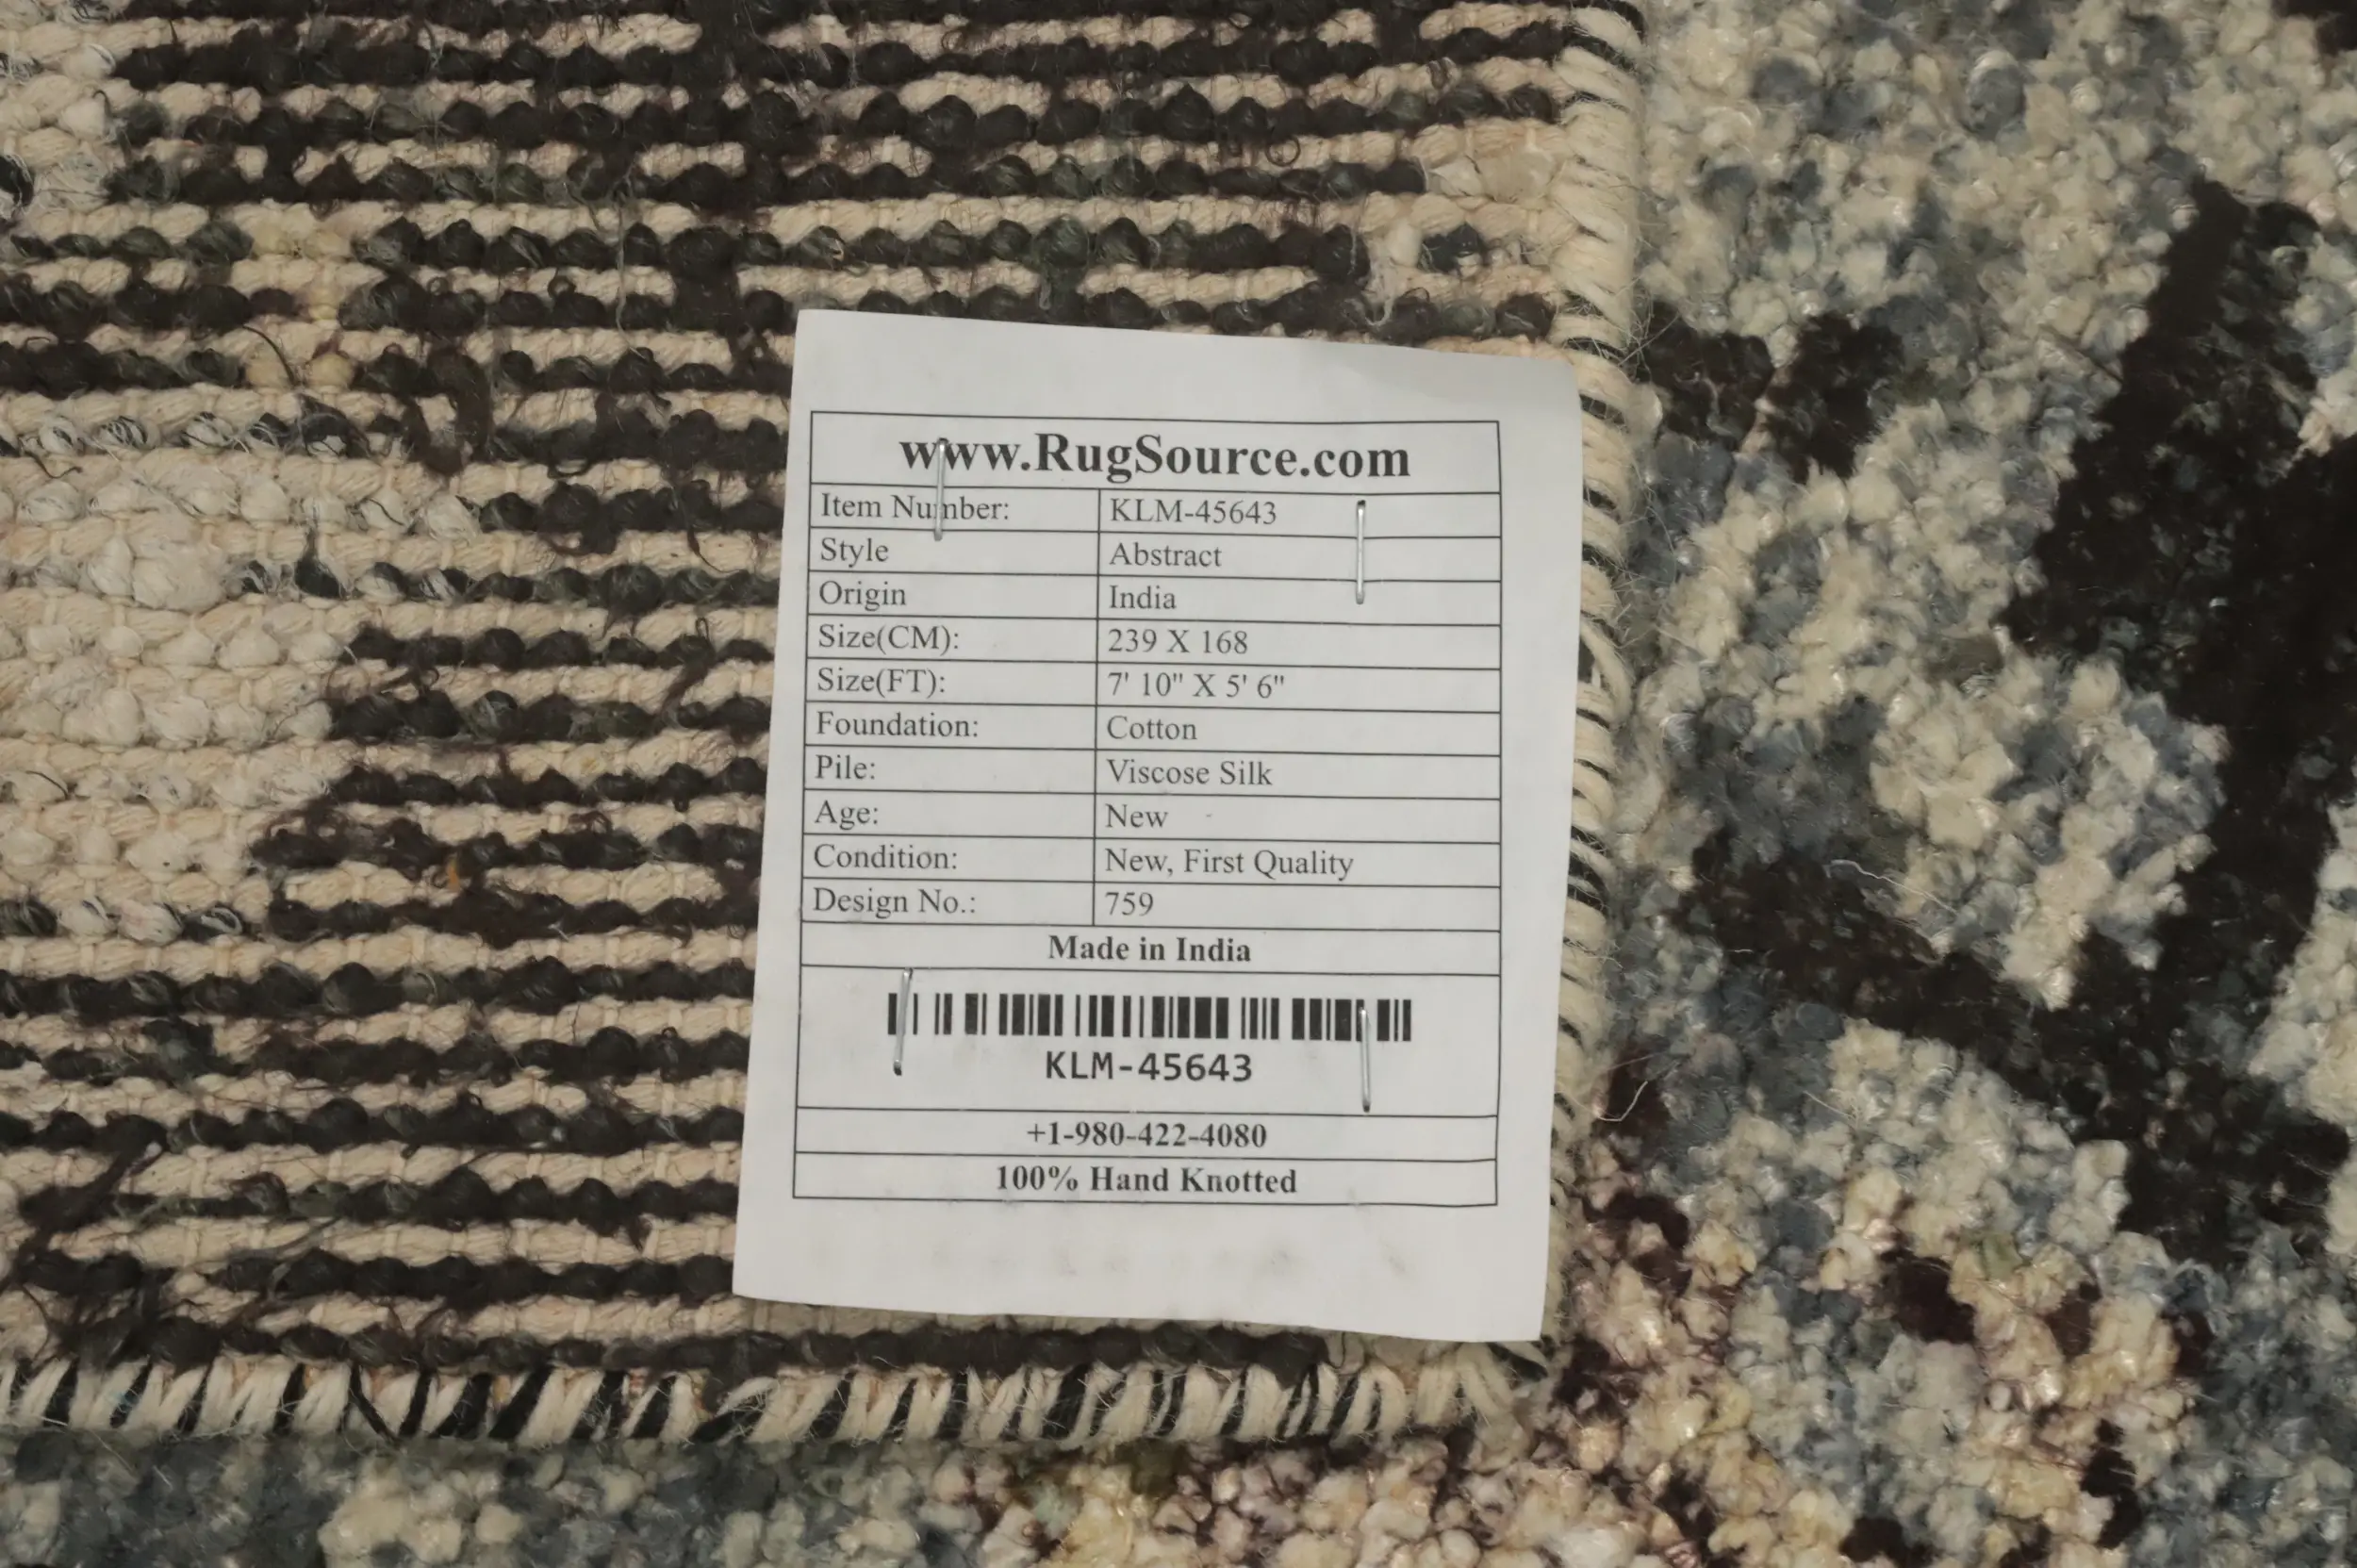 www.RugSource.com
Item Number: KLM-45643
Style Abstract
Origin India
Size(CM): 239 X 168
Size(FT): 7' 10" X 5' 6"
Foundation: Cotton
Pile: Viscose Silk
Age: New
Condition: New, First Quality
Design No.: 759
Made in India
KLM-45643
+1-980-422-4080
100% Hand Knotted